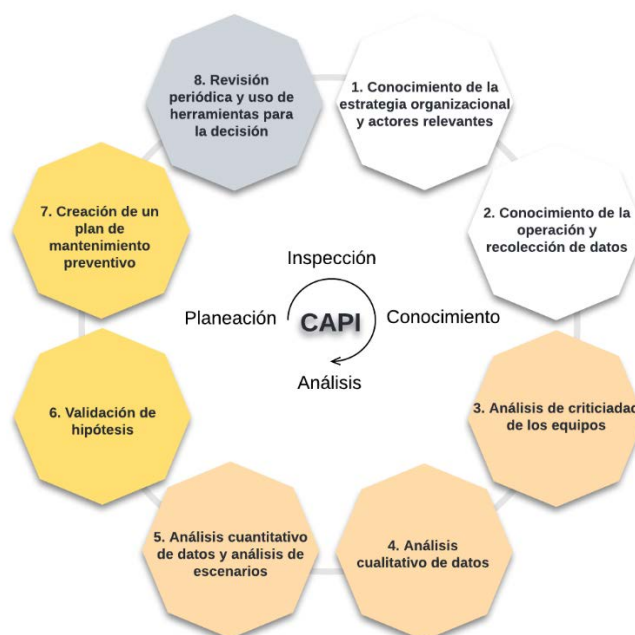 8. Revisión
periódica y uso de
herramientas para
la decisión
1. Conocimiento de la
estrategia organizacional
y actores relevantes
7. Creación de un
plan de
mantenimiento
preventivo
2. Conocimiento de la
operación y
recolección de datos
Inspección
Planeación
CAPI
Conocimiento
Análisis
6. Validación de
hipótesis
3. Análisis de criticiadad
de los equipos
5. Análisis cuantitativo
de datos y análisis de
escenarios
4. Análisis
cualitativo de datos